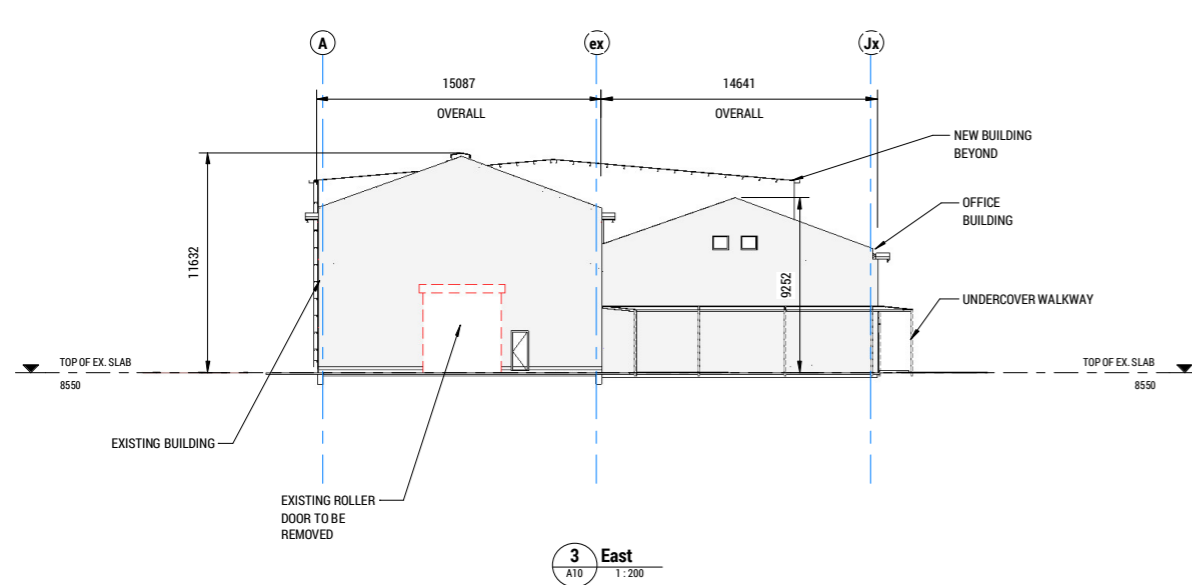 A
ex
Jx
15087
14641
OVERALL
OVERALL
NEW BUILDING
BEYOND
OFFICE
BUILDING
11632
9252
UNDERCOVER WALKWAY
TOP OF EX. SLAB
8550
TOP OF EX. SLAB
8550
EXISTING BUILDING
EXISTING ROLLER
DOOR TO BE
REMOVED
3 East
A10 1 : 200